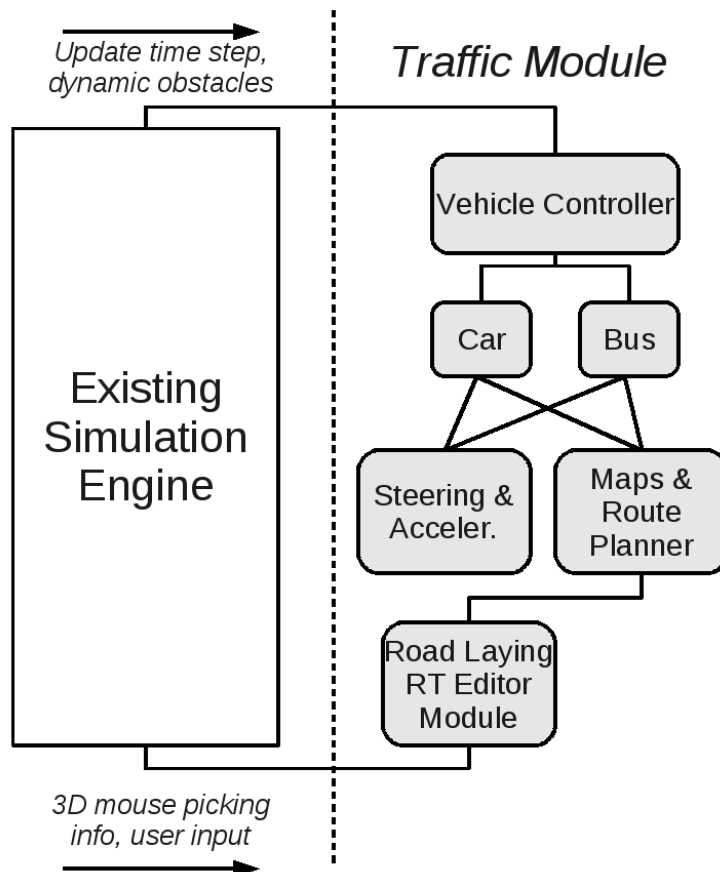 Update time step,
dynamic obstacles
Traffic Module
Vehicle Controller
Car
Bus
Existing
Simulation
Engine
Steering &
Acceler.
Maps &
Route
Planner
Road Laying
RT Editor
Module
3D mouse picking
info, user input